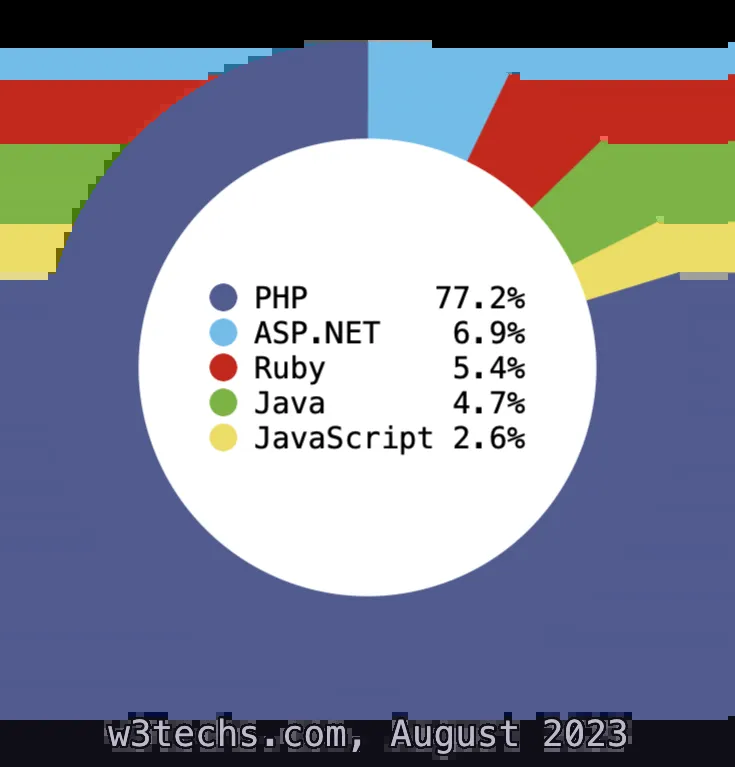 PHP 77.2%
ASP.NET 6.9%
Ruby 5.4%
Java 4.7%
JavaScript 2.6%
w3techs.com, August 2023